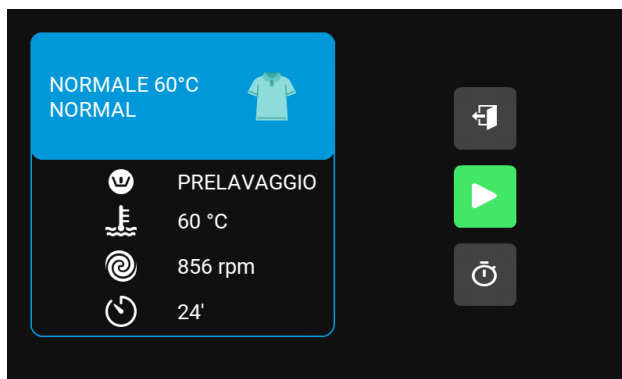 NORMALE 60°C
NORMAL
PRELAVAGGIO
60 °C
856 rpm
24'